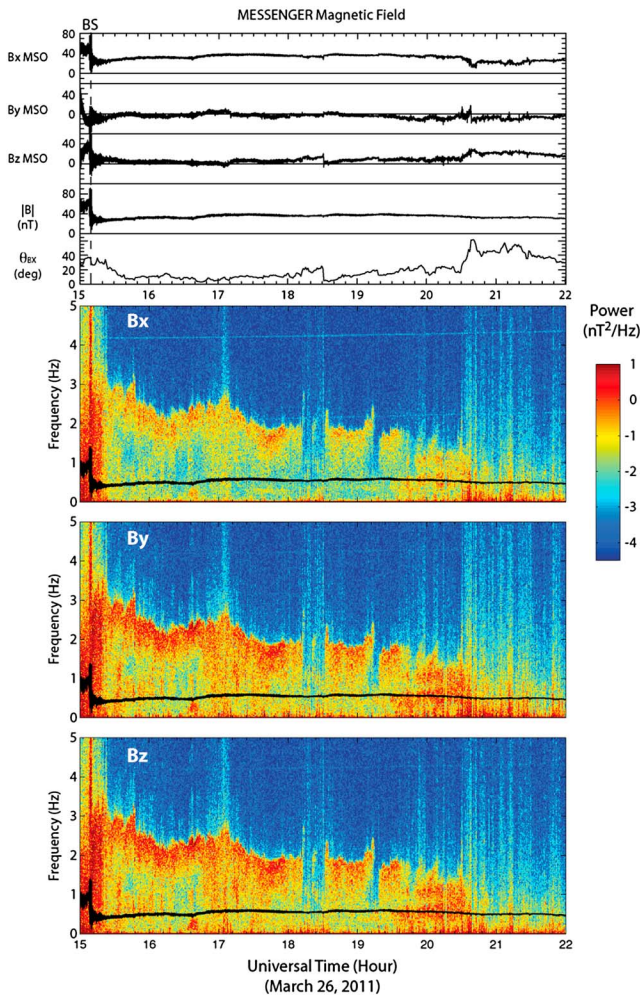 MESSENGER Magnetic Field
BS
80
Bx MSO 40
0
40
By MSO 0
40
Bz MSO 0
80
|B| 40
(nT) 0
θBX 40
(deg) 20
0
15 16 17 18 19 20 21 22
5 Bx
4
3
2
1
0
Frequency (Hz)
Power
(nT²/Hz)
1
0
-1
-2
-3
-4
5 By
4
3
2
1
0
Frequency (Hz)
5 Bz
4
3
2
1
0
Frequency (Hz)
15 16 17 18 19 20 21 22
Universal Time (Hour)
(March 26, 2011)